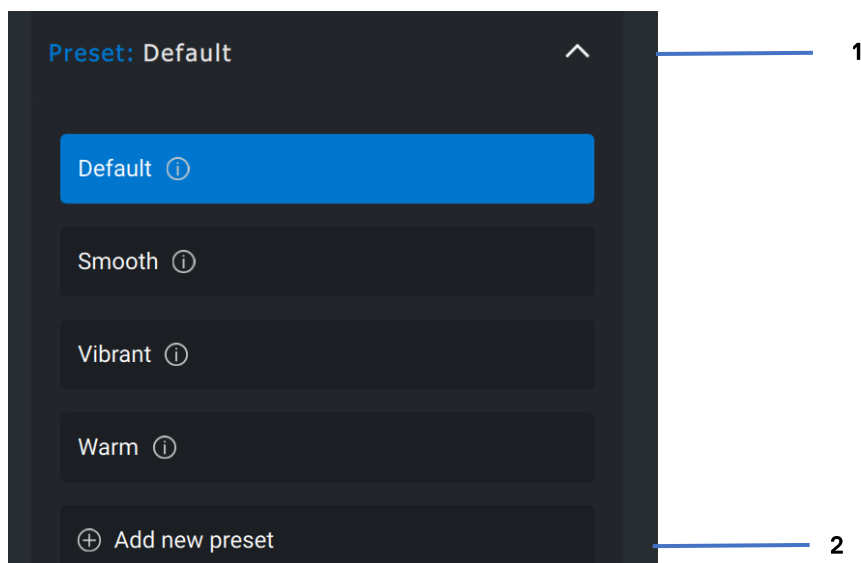 Preset: Default
1
Default
Smooth
Vibrant
Warm
Add new preset
2